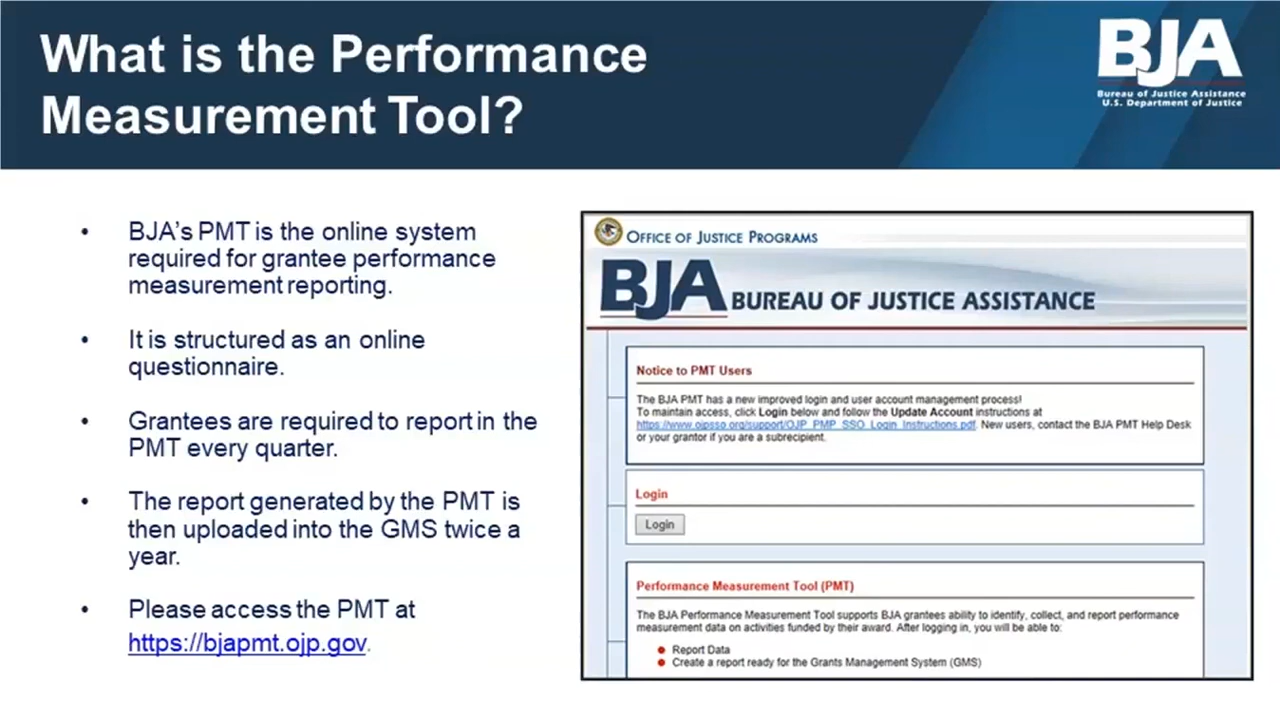 What is the Performance
Measurement Tool?
BJA
Bureau of Justice Assistance
U.S. Department of Justice
• BJA’s PMT is the online system
required for grantee performance
measurement reporting.
• It is structured as an online
questionnaire.
• Grantees are required to report in the
PMT every quarter.
• The report generated by the PMT is
then uploaded into the GMS twice a
year.
• Please access the PMT at
https://bjapmt.ojp.gov.
OFFICE OF JUSTICE PROGRAMS
BJA BUREAU OF JUSTICE ASSISTANCE
Notice to PMT Users
The BJA PMT has a new improved login and user account management process!
To maintain access, click Login below and follow the Update Account instructions at
https://www.ojpsso.org/support/OJP_PMP_SSO_Login_Instructions.pdf. New users, contact the BJA PMT Help Desk
or your grantor if you are a subrecipient.
Login
Login
Performance Measurement Tool (PMT)
The BJA Performance Measurement Tool supports BJA grantees ability to identify, collect, and report performance
measurement data on activities funded by their award. After logging in, you will be able to:
• Report Data
• Create a report ready for the Grants Management System (GMS)